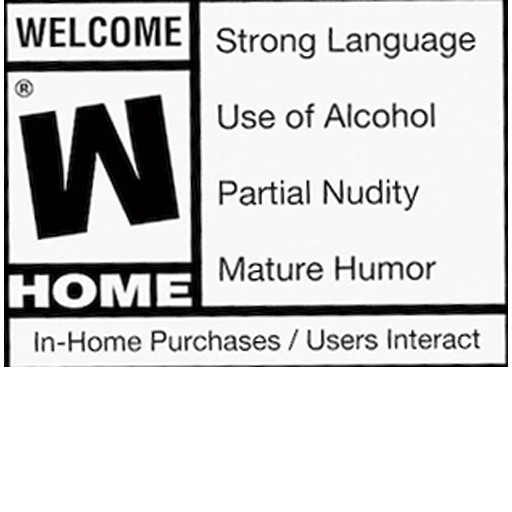 WELCOME
®
W
HOME
Strong Language
Use of Alcohol
Partial Nudity
Mature Humor
In-Home Purchases / Users Interact